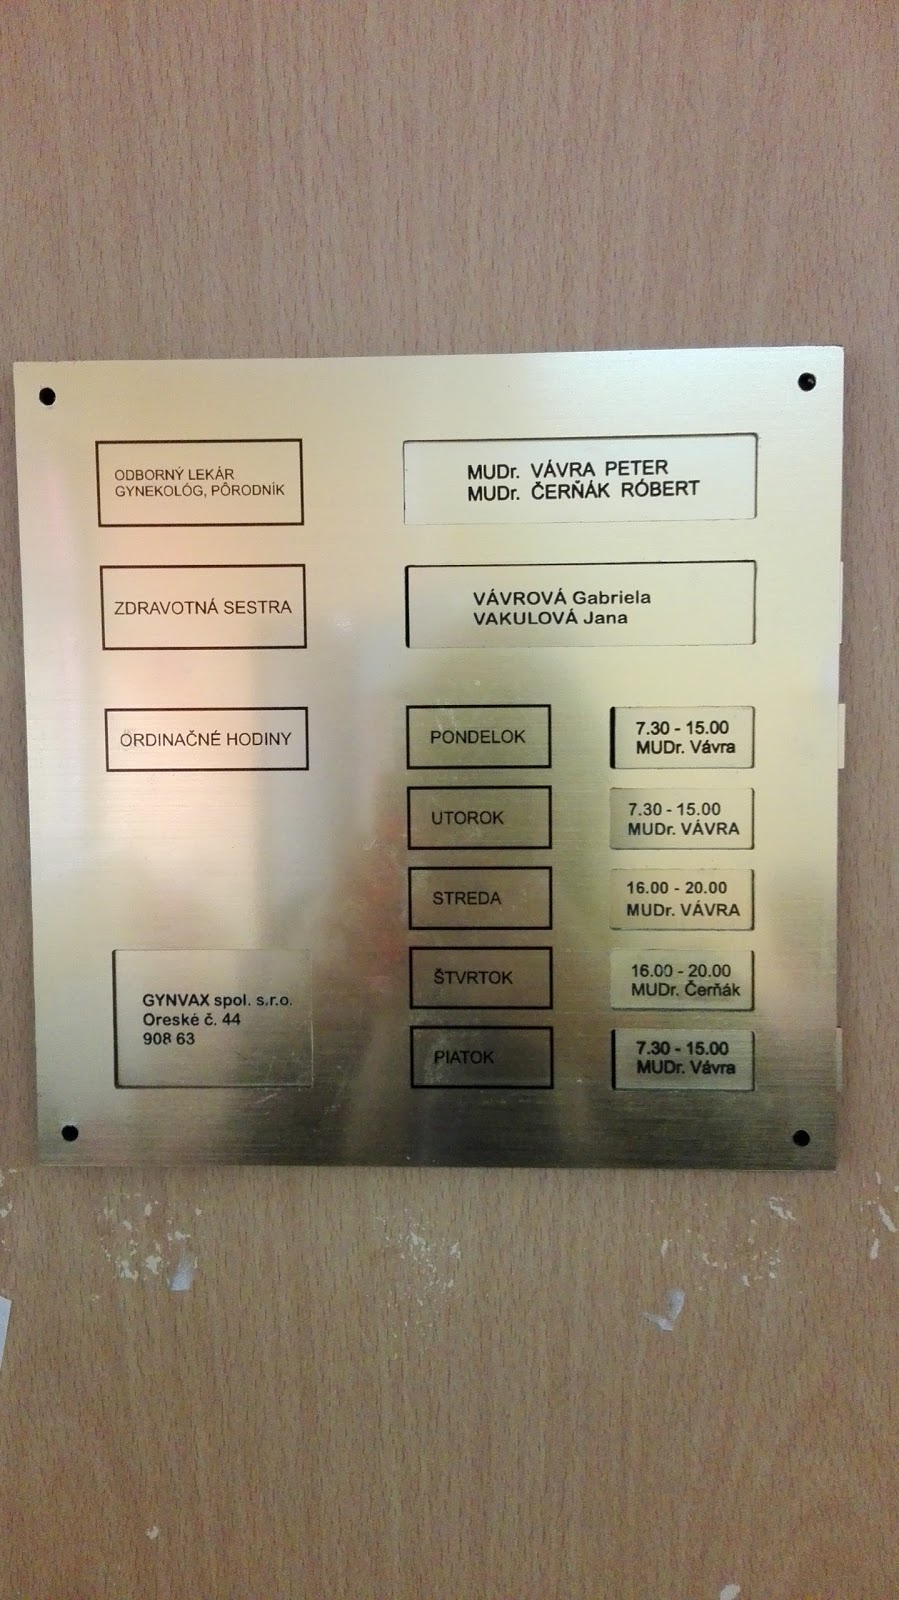 ODBORNÝ LEKÁR
GYNEKOLÓG, PÔRODNÍK
MUDr. VÁVRA PETER
MUDr. ČERŇÁK RÓBERT
ZDRAVOTNÁ SESTRA
VÁVROVÁ Gabriela
VAKULOVÁ Jana
ORDINAČNÉ HODINY
PONDELOK
7.30 - 15.00
MUDr. Vávra
UTOROK
7.30 - 15.00
MUDr. VÁVRA
STREDA
16.00 - 20.00
MUDr. VÁVRA
ŠTVRTOK
16.00 - 20.00
MUDr. Čerňák
PIATOK
7.30 - 15.00
MUDr. Vávra
GYNVAX spol. s.r.o.
Oreské č. 44
908 63